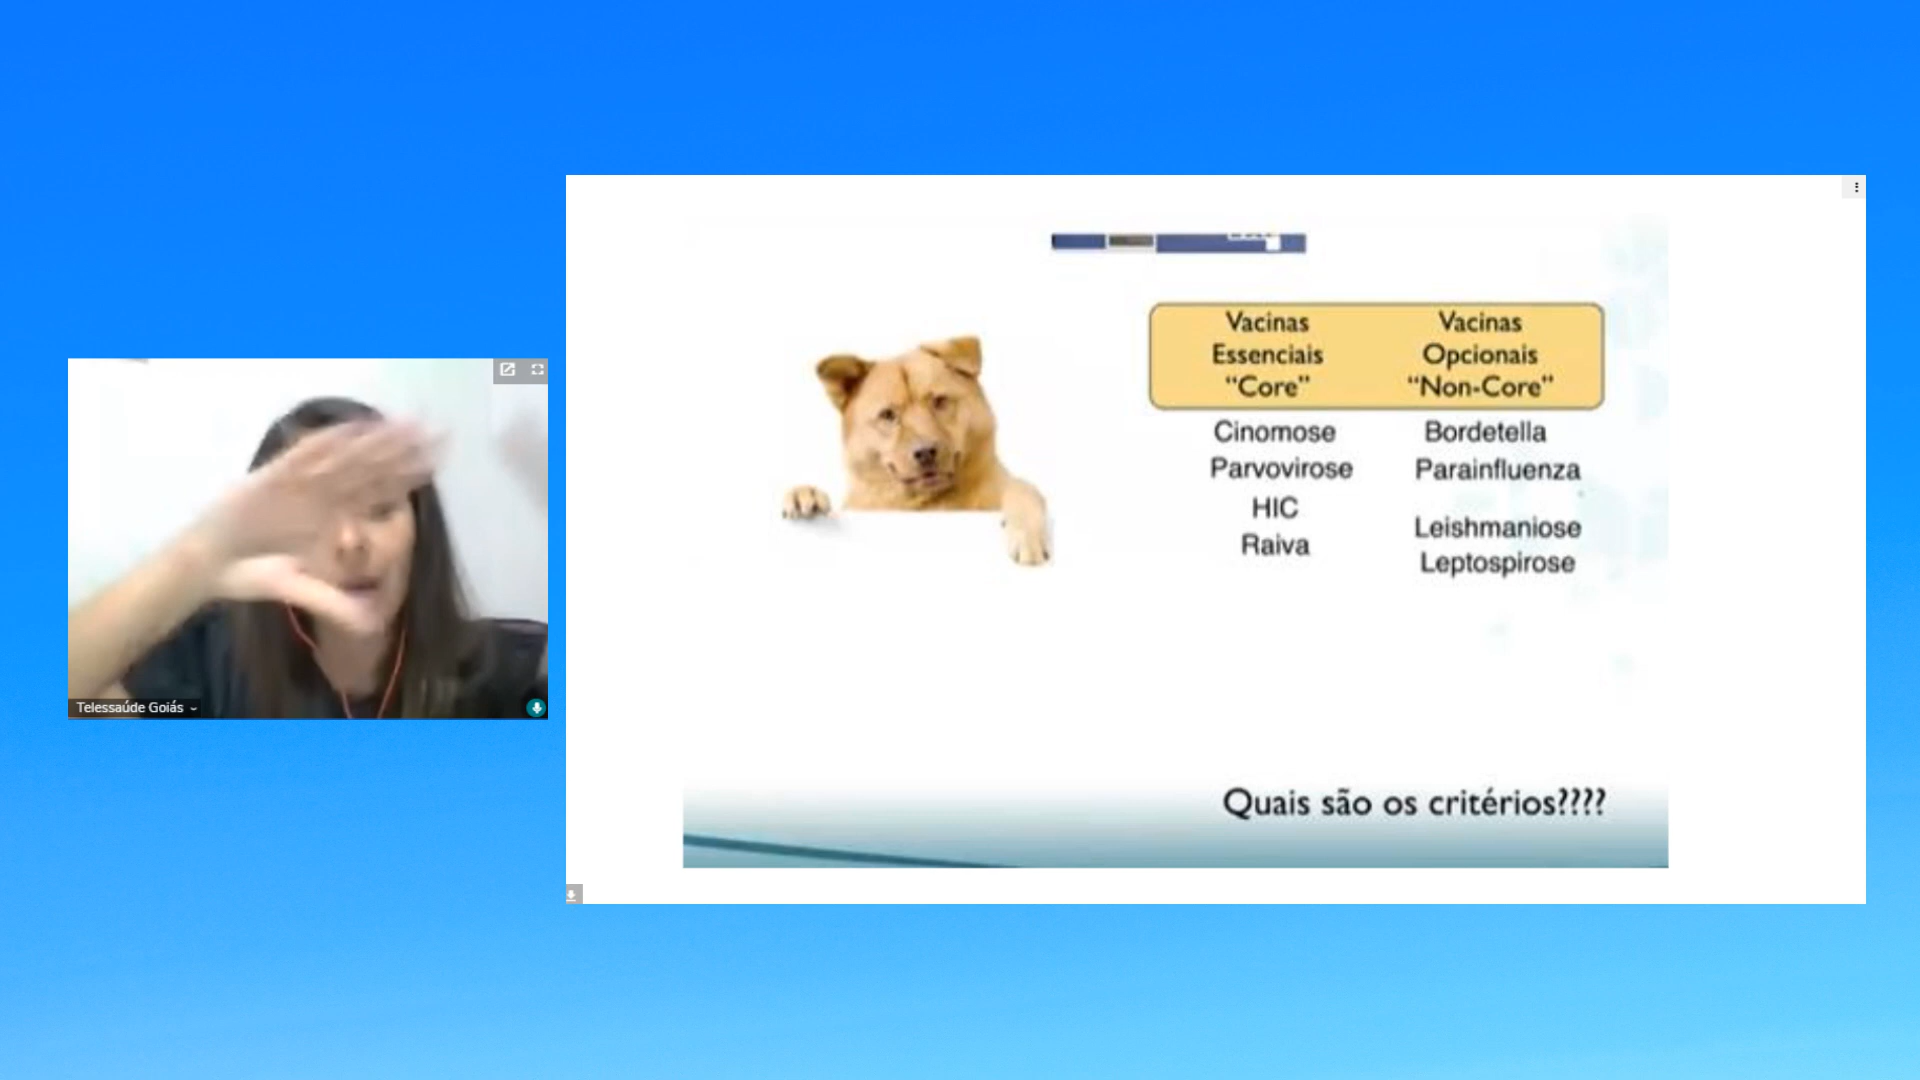 Vacinas
Essenciais
“Core”
Vacinas
Opcionais
“Non-Core”
Cinomose
Parvovirose
HIC
Raiva
Bordetella
Parainfluenza
Leishmaniose
Leptospirose
Quais são os critérios????
Telessaúde Goiás